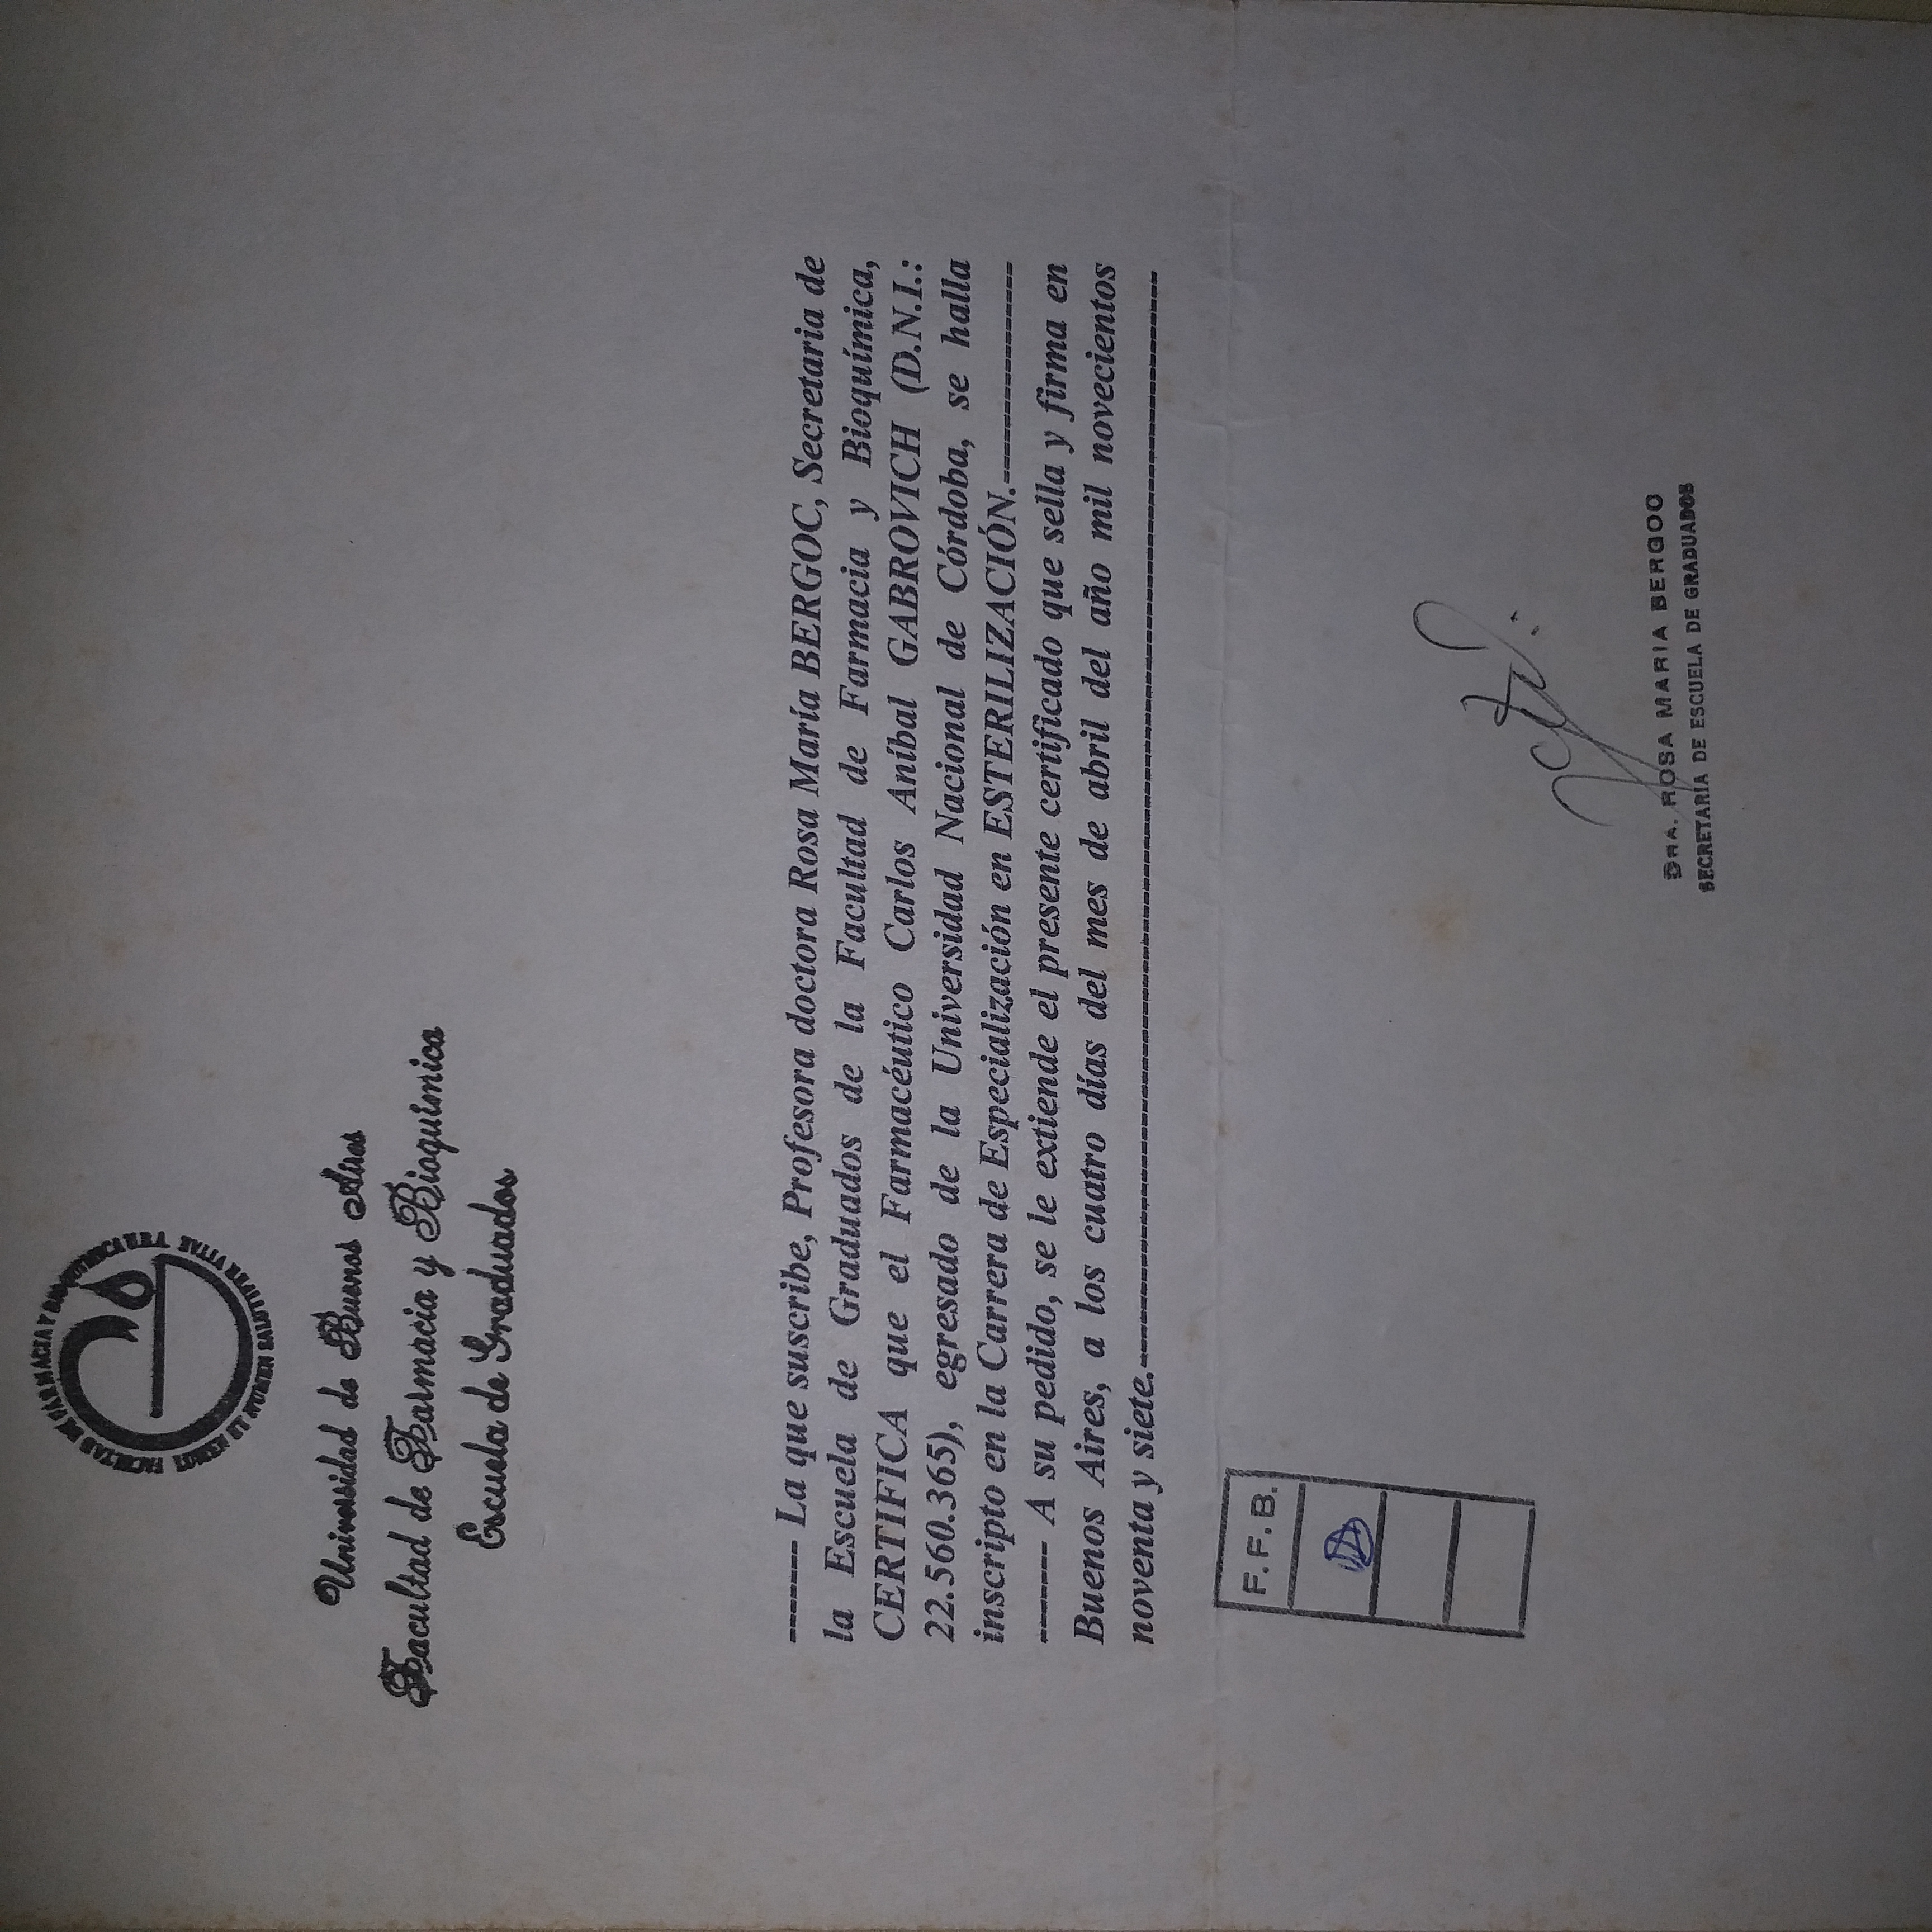 FACULTAD DE FARMACIA Y BIOQUIMICA U.B.A.
LUMEN ET NUMEN SALUTIFER VITAE
Universidad de Buenos Aires
Facultad de Farmacia y Bioquímica
Escuela de Graduados
------- La que suscribe, Profesora doctora Rosa María BERGOC, Secretaria de
la Escuela de Graduados de la Facultad de Farmacia y Bioquímica,
CERTIFICA que el Farmacéutico Carlos Aníbal GABROVICH (D.N.I.:
22.560.365), egresado de la Universidad Nacional de Córdoba, se halla
inscripto en la Carrera de Especialización en ESTERILIZACIÓN.----------------
------- A su pedido, se le extiende el presente certificado que sella y firma en
Buenos Aires, a los cuatro días del mes de abril del año mil novecientos
noventa y siete.------------------------------------------------------------------------------
F. F. B.
DRA. ROSA MARIA BERGOC
SECRETARIA DE ESCUELA DE GRADUADOS